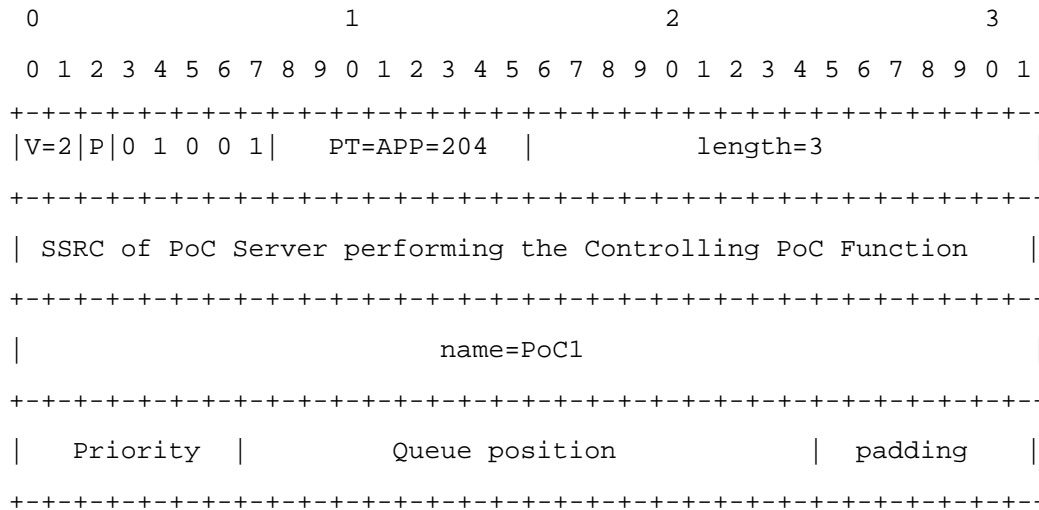 0                   1                   2                   3
0 1 2 3 4 5 6 7 8 9 0 1 2 3 4 5 6 7 8 9 0 1 2 3 4 5 6 7 8 9 0 1
+-+-+-+-+-+-+-+-+-+-+-+-+-+-+-+-+-+-+-+-+-+-+-+-+-+-+-+-+-+-+-+--
|V=2|P|0 1 0 0 1|   PT=APP=204  |          length=3             |
+-+-+-+-+-+-+-+-+-+-+-+-+-+-+-+-+-+-+-+-+-+-+-+-+-+-+-+-+-+-+-+--
| SSRC of PoC Server performing the Controlling PoC Function    |
+-+-+-+-+-+-+-+-+-+-+-+-+-+-+-+-+-+-+-+-+-+-+-+-+-+-+-+-+-+-+-+--
|                          name=PoC1                            |
+-+-+-+-+-+-+-+-+-+-+-+-+-+-+-+-+-+-+-+-+-+-+-+-+-+-+-+-+-+-+-+--
|   Priority  |         Queue position            |  padding    |
+-+-+-+-+-+-+-+-+-+-+-+-+-+-+-+-+-+-+-+-+-+-+-+-+-+-+-+-+-+-+-+--